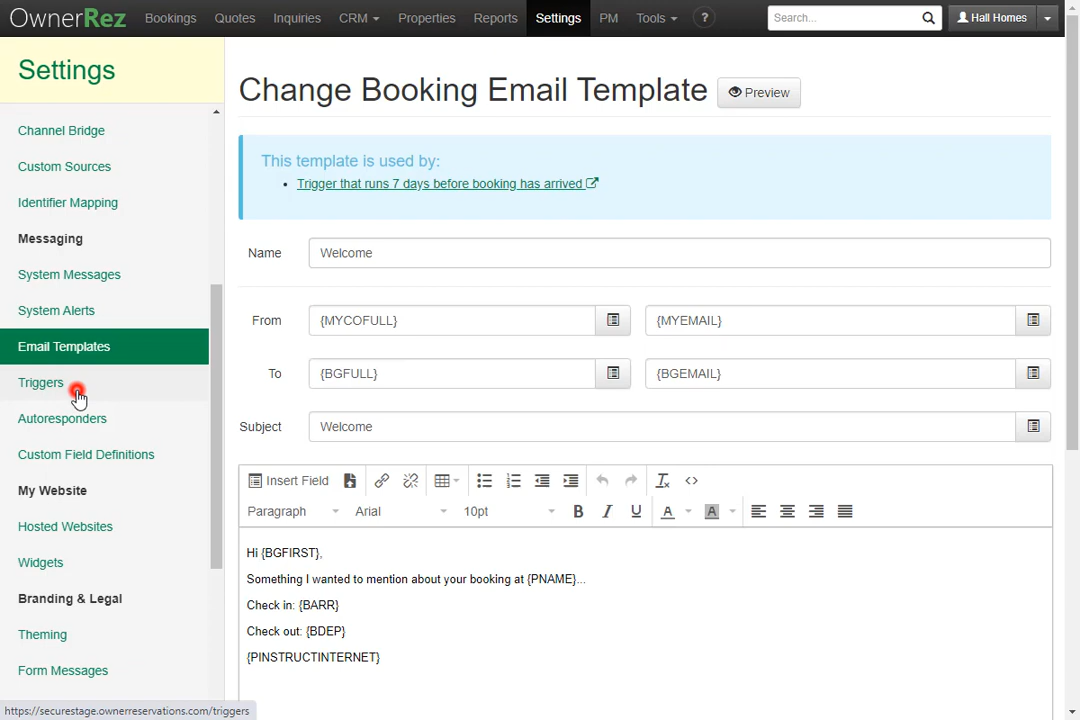 OwnerRez Bookings Quotes Inquiries CRM Properties Reports Settings PM Tools ? Search... Hall Homes
Settings
Channel Bridge
Custom Sources
Identifier Mapping
Messaging
System Messages
System Alerts
Email Templates
Triggers
Autoresponders
Custom Field Definitions
My Website
Hosted Websites
Widgets
Branding & Legal
Theming
Form Messages
https://securestage.ownerreservations.com/triggers
Change Booking Email Template Preview
This template is used by:
Trigger that runs 7 days before booking has arrived
Name Welcome
From {MYCOFULL} {MYEMAIL}
To {BGFULL} {BGEMAIL}
Subject Welcome
Insert Field
Paragraph Arial 10pt B I U A A
Hi {BGFIRST},
Something I wanted to mention about your booking at {PNAME}...
Check in: {BARR}
Check out: {BDEP}
{PINSTRUCTINTERNET}